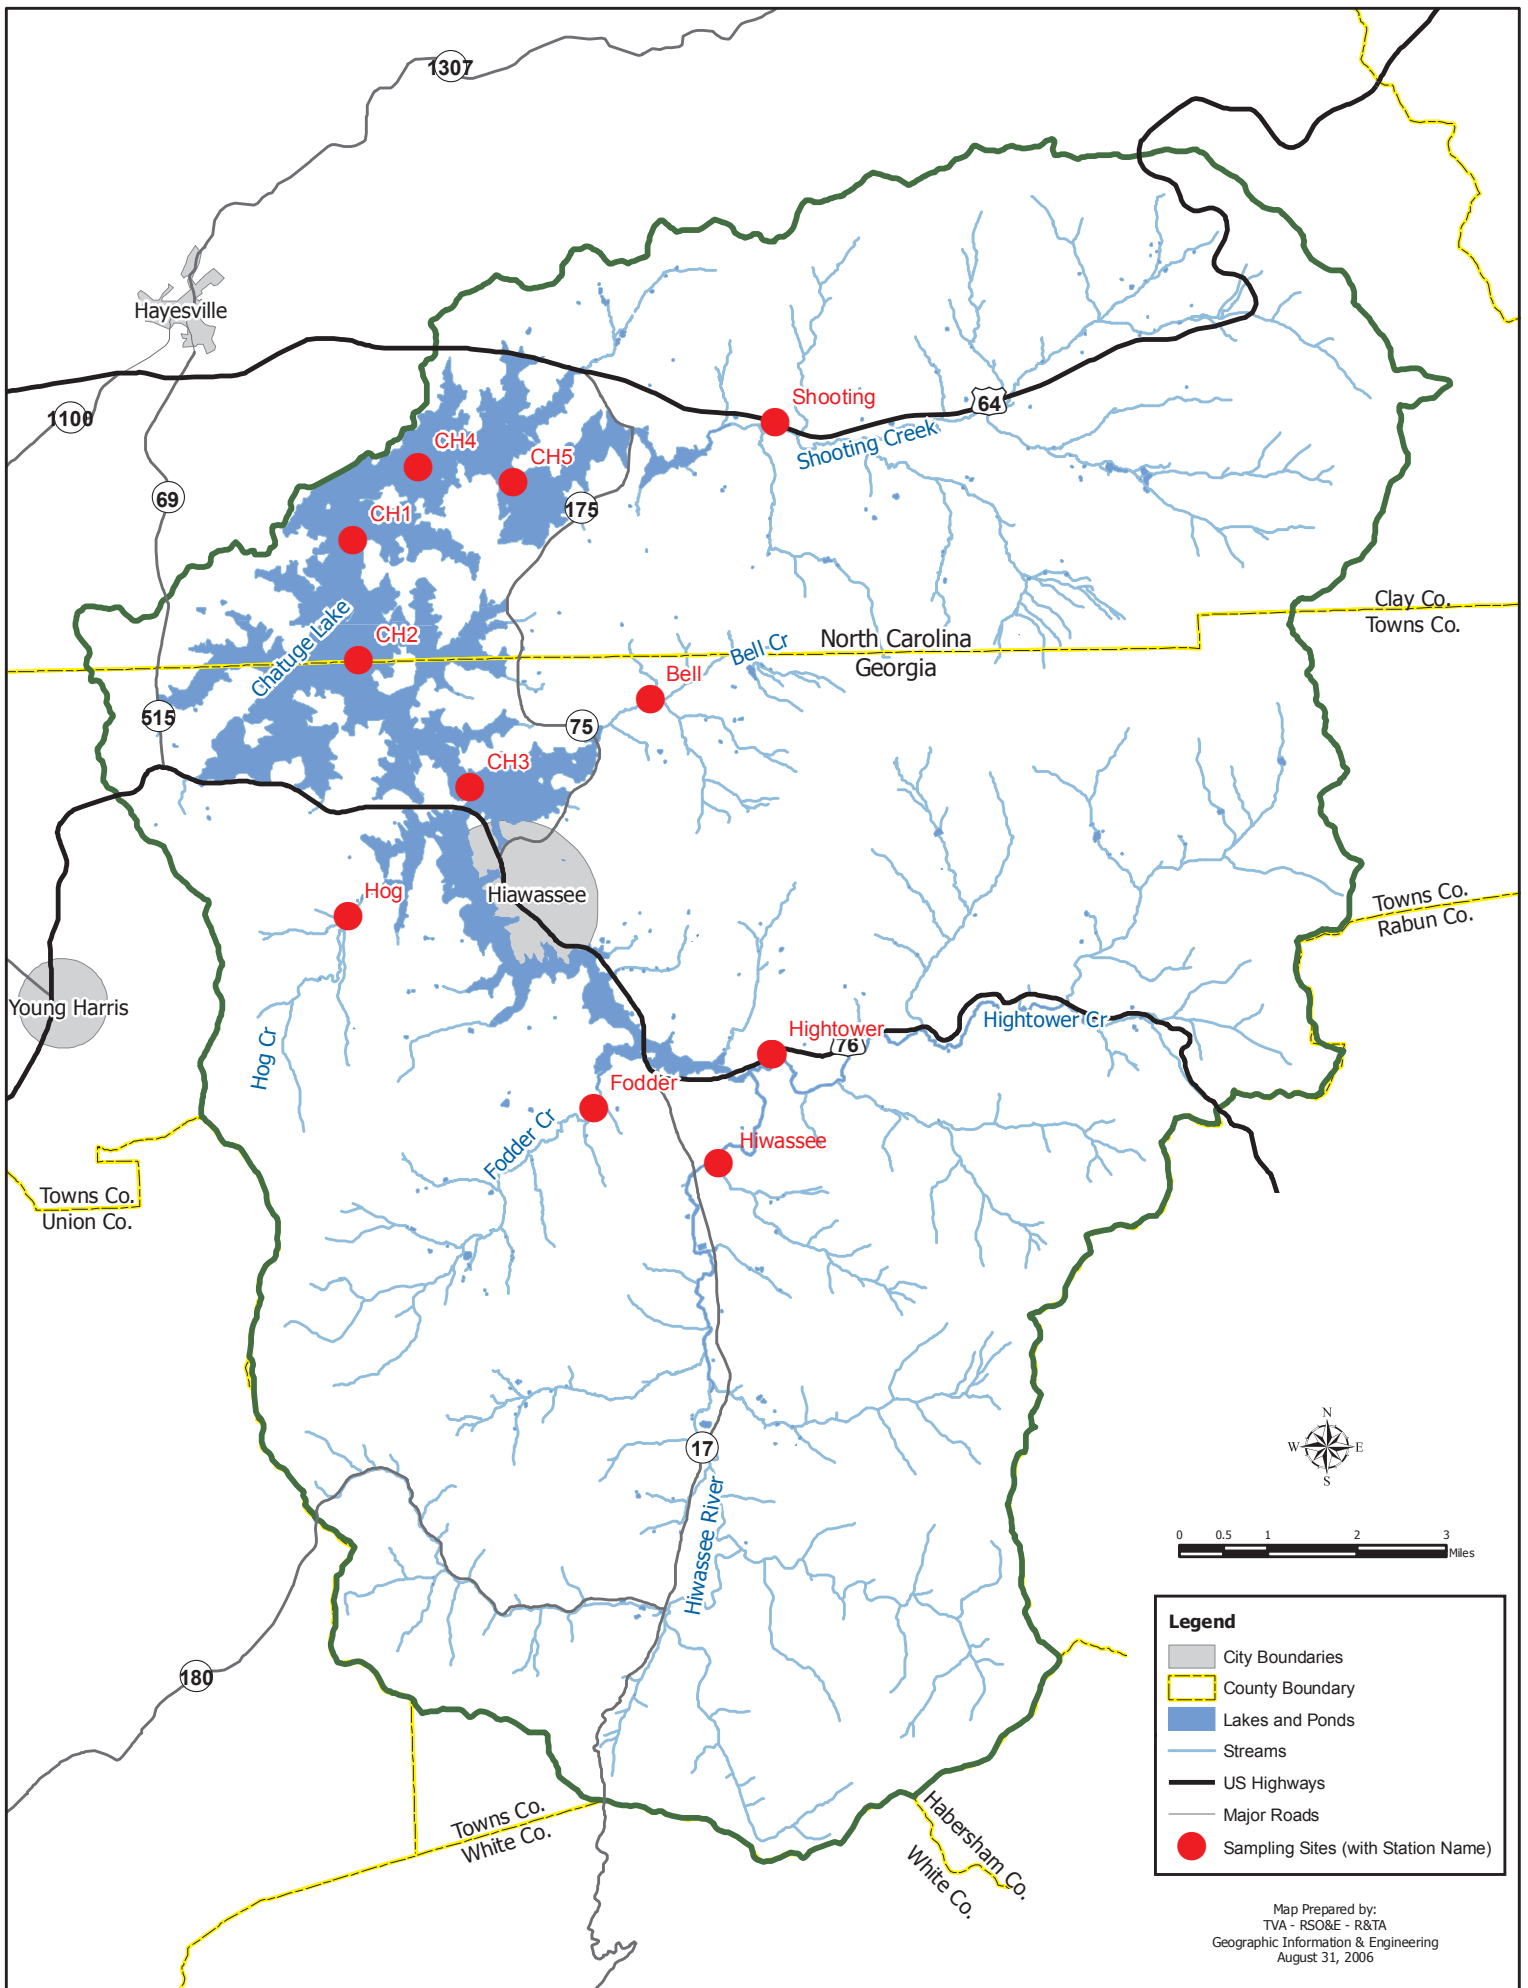 1307
Hayesville
1100
69
Shooting
64
Shooting Creek
CH4
CH5
175
CH1
Chatuge Lake
CH2
North Carolina
Georgia
Bell Cr
Bell
Clay Co.
Towns Co.
515
75
CH3
Hiawassee
Hog
Towns Co.
Rabun Co.
Young Harris
Hog Cr
Hightower
76
Hightower Cr
Fodder
Fodder Cr
Hiwassee
Towns Co.
Union Co.
17
Hiwassee River
180
Towns Co.
White Co.
Habersham Co.
White Co.
N
W
E
S
0 0.5 1 2 3
Miles
Legend
City Boundaries
County Boundary
Lakes and Ponds
Streams
US Highways
Major Roads
Sampling Sites (with Station Name)
Map Prepared by:
TVA - RSO&E - R&TA
Geographic Information & Engineering
August 31, 2006